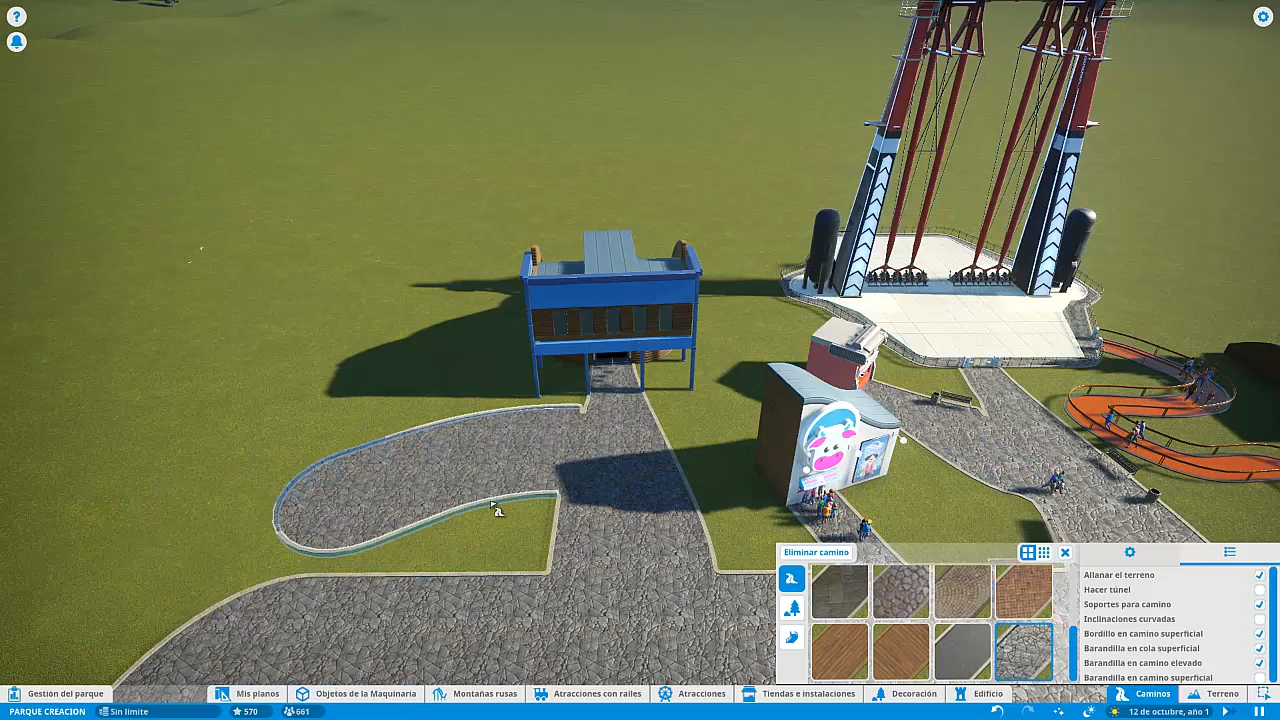 ?
Eliminar camino
Allanar el terreno
Hacer túnel
Soportes para camino
Inclinaciones curvadas
Bordillo en camino superficial
Barandilla en cola superficial
Barandilla en camino elevado
Barandilla en camino superficial
Gestión del parque
Mis planos
Objetos de la Maquinaria
Montañas rusas
Atracciones con raíles
Atracciones
Tiendas e instalaciones
Decoración
Edificio
Caminos
Terreno
PARQUE CREACION
Sin límite
570
661
12 de octubre, año 1